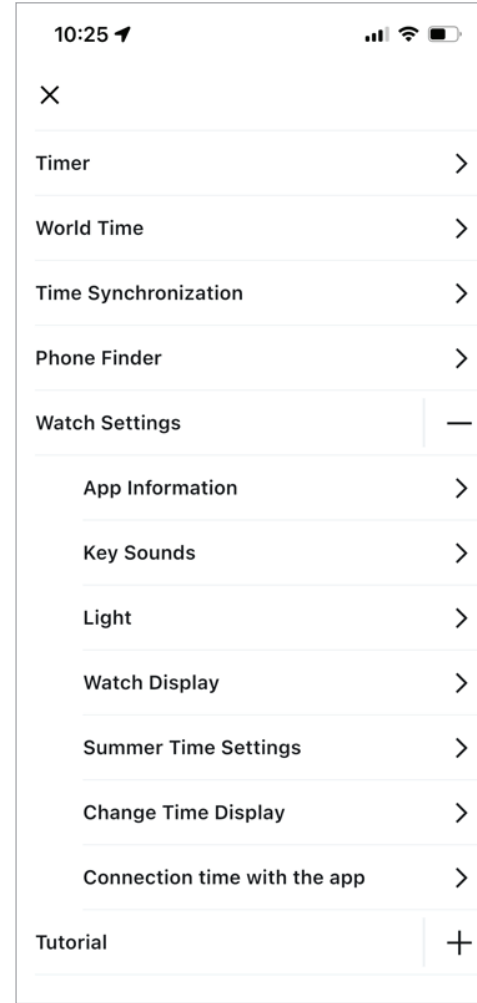 10:25
Timer
World Time
Time Synchronization
Phone Finder
Watch Settings
App Information
Key Sounds
Light
Watch Display
Summer Time Settings
Change Time Display
Connection time with the app
Tutorial